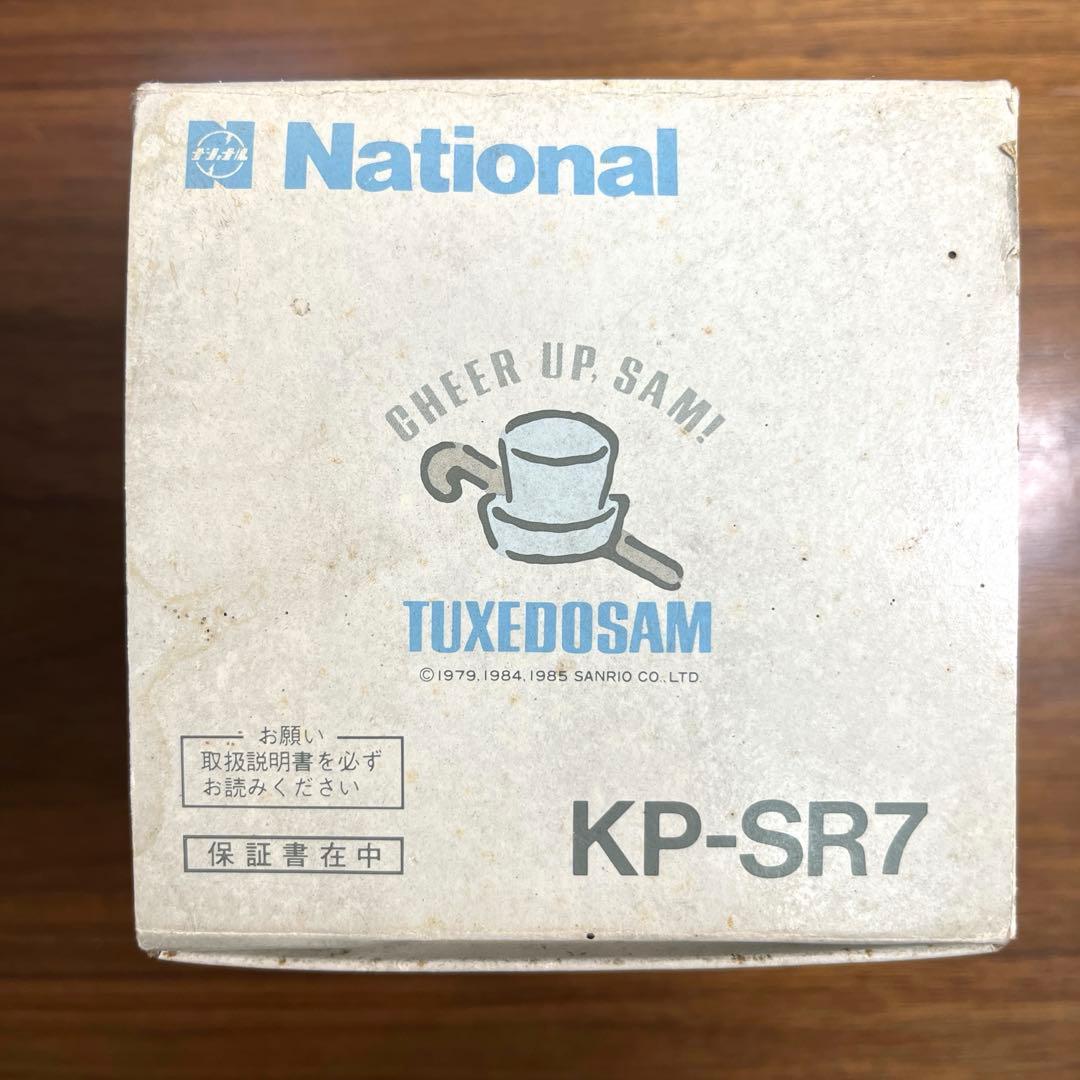 ナショナル
National
CHEER UP, SAM!
TUXEDOSAM
©1979,1984,1985 SANRIO CO.,LTD.
お願い
取扱説明書を必ず
お読みください
保証書在中
KP-SR7